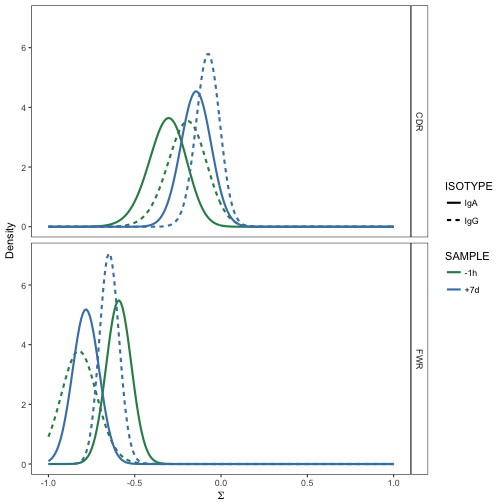 6
4
2
0
CDR
6
4
2
0
FWR
Density
-1.0
-0.5
0.0
0.5
1.0
Σ
ISOTYPE
IgA
IgG
SAMPLE
-1h
+7d